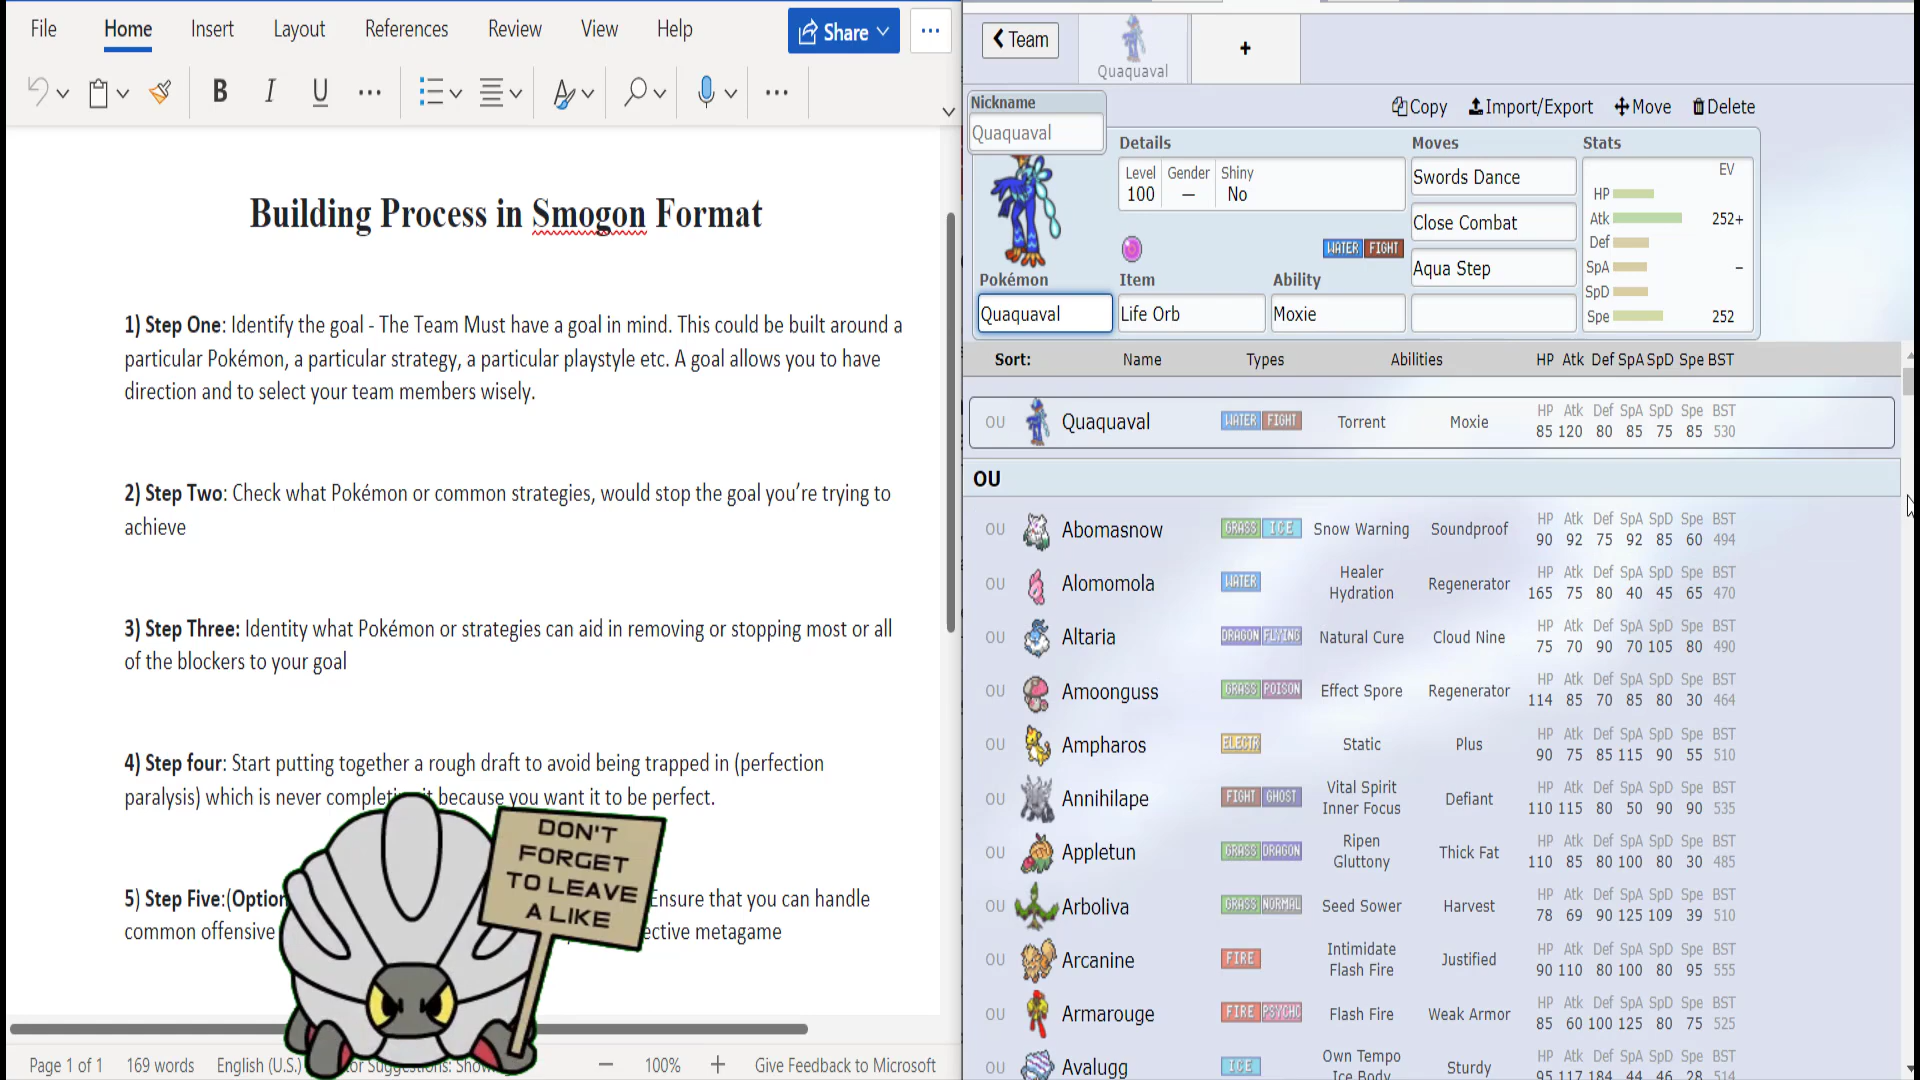 File Home Insert Layout References Review View Help Share ...
B I U ... ...
Building Process in Smogon Format
1) Step One: Identify the goal - The Team Must have a goal in mind. This could be built around a
particular Pokémon, a particular strategy, a particular playstyle etc. A goal allows you to have
direction and to select your team members wisely.
2) Step Two: Check what Pokémon or common strategies, would stop the goal you're trying to
achieve
3) Step Three: Identity what Pokémon or strategies can aid in removing or stopping most or all
of the blockers to your goal
4) Step four: Start putting together a rough draft to avoid being trapped in (perfection
paralysis) which is never completing it because you want it to be perfect.
5) Step Five:(Option Ensure that you can handle
common offensive ective metagame
DON'T
FORGET
TO LEAVE
A LIKE
Page 1 of 1 169 words English (U.S.) 100% Give Feedback to Microsoft
Team
Quaquaval
+
Nickname
Quaquaval
Copy Import/Export Move Delete
Details
Level Gender Shiny
100 — No
WATER FIGHT
Pokémon Item Ability
Quaquaval Life Orb Moxie
Moves
Swords Dance
Close Combat
Aqua Step
Stats
EV
HP
Atk 252+
Def
SpA –
SpD
Spe 252
Sort: Name Types Abilities HP Atk Def SpA SpD Spe BST
OU Quaquaval WATER FIGHT Torrent Moxie HP 85 Atk 120 Def 80 SpA 85 SpD 75 Spe 85 BST 530
OU
OU Abomasnow GRASS ICE Snow Warning Soundproof HP 90 Atk 92 Def 75 SpA 92 SpD 85 Spe 60 BST 494
OU Alomomola WATER Healer Hydration Regenerator HP 165 Atk 75 Def 80 SpA 40 SpD 45 Spe 65 BST 470
OU Altaria DRAGON FLYING Natural Cure Cloud Nine HP 75 Atk 70 Def 90 SpA 70 SpD 105 Spe 80 BST 490
OU Amoonguss GRASS POISON Effect Spore Regenerator HP 114 Atk 85 Def 70 SpA 85 SpD 80 Spe 30 BST 464
OU Ampharos ELECTR Static Plus HP 90 Atk 75 Def 85 SpA 115 SpD 90 Spe 55 BST 510
OU Annihilape FIGHT GHOST Vital Spirit Inner Focus Defiant HP 110 Atk 115 Def 80 SpA 50 SpD 90 Spe 90 BST 535
OU Appletun GRASS DRAGON Ripen Gluttony Thick Fat HP 110 Atk 85 Def 80 SpA 100 SpD 80 Spe 30 BST 485
OU Arboliva GRASS NORMAL Seed Sower Harvest HP 78 Atk 69 Def 90 SpA 125 SpD 109 Spe 39 BST 510
OU Arcanine FIRE Intimidate Flash Fire Justified HP 90 Atk 110 Def 80 SpA 100 SpD 80 Spe 95 BST 555
OU Armarouge FIRE PSYCHC Flash Fire Weak Armor HP 85 Atk 60 Def 100 SpA 125 SpD 80 Spe 75 BST 525
OU Avalugg ICE Own Tempo Ice Body Sturdy HP 95 Atk 117 Def 184 SpA 44 SpD 46 Spe 28 BST 514